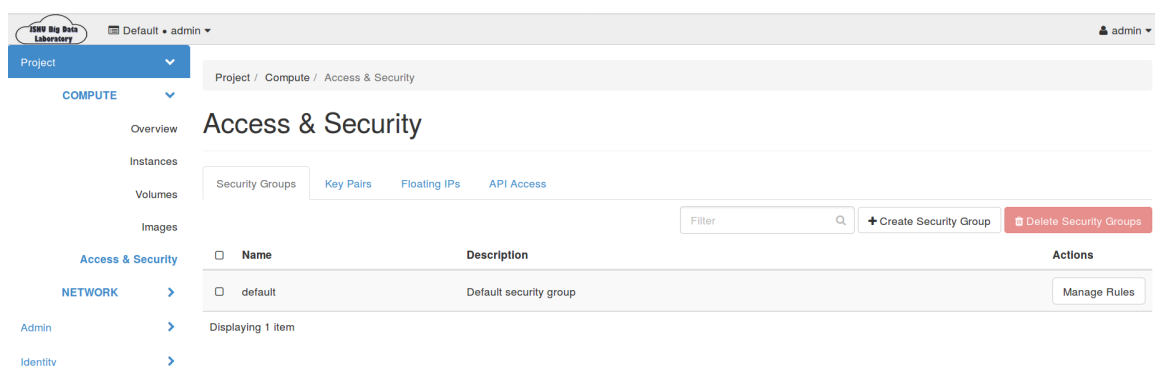 JSNU Big Data
Laboratory
Default • admin
admin
Project
COMPUTE
Overview
Instances
Volumes
Images
Access & Security
NETWORK
Admin
Identity
Project / Compute / Access & Security
Access & Security
Security Groups Key Pairs Floating IPs API Access
Filter + Create Security Group Delete Security Groups
Name Description Actions
default Default security group Manage Rules
Displaying 1 item